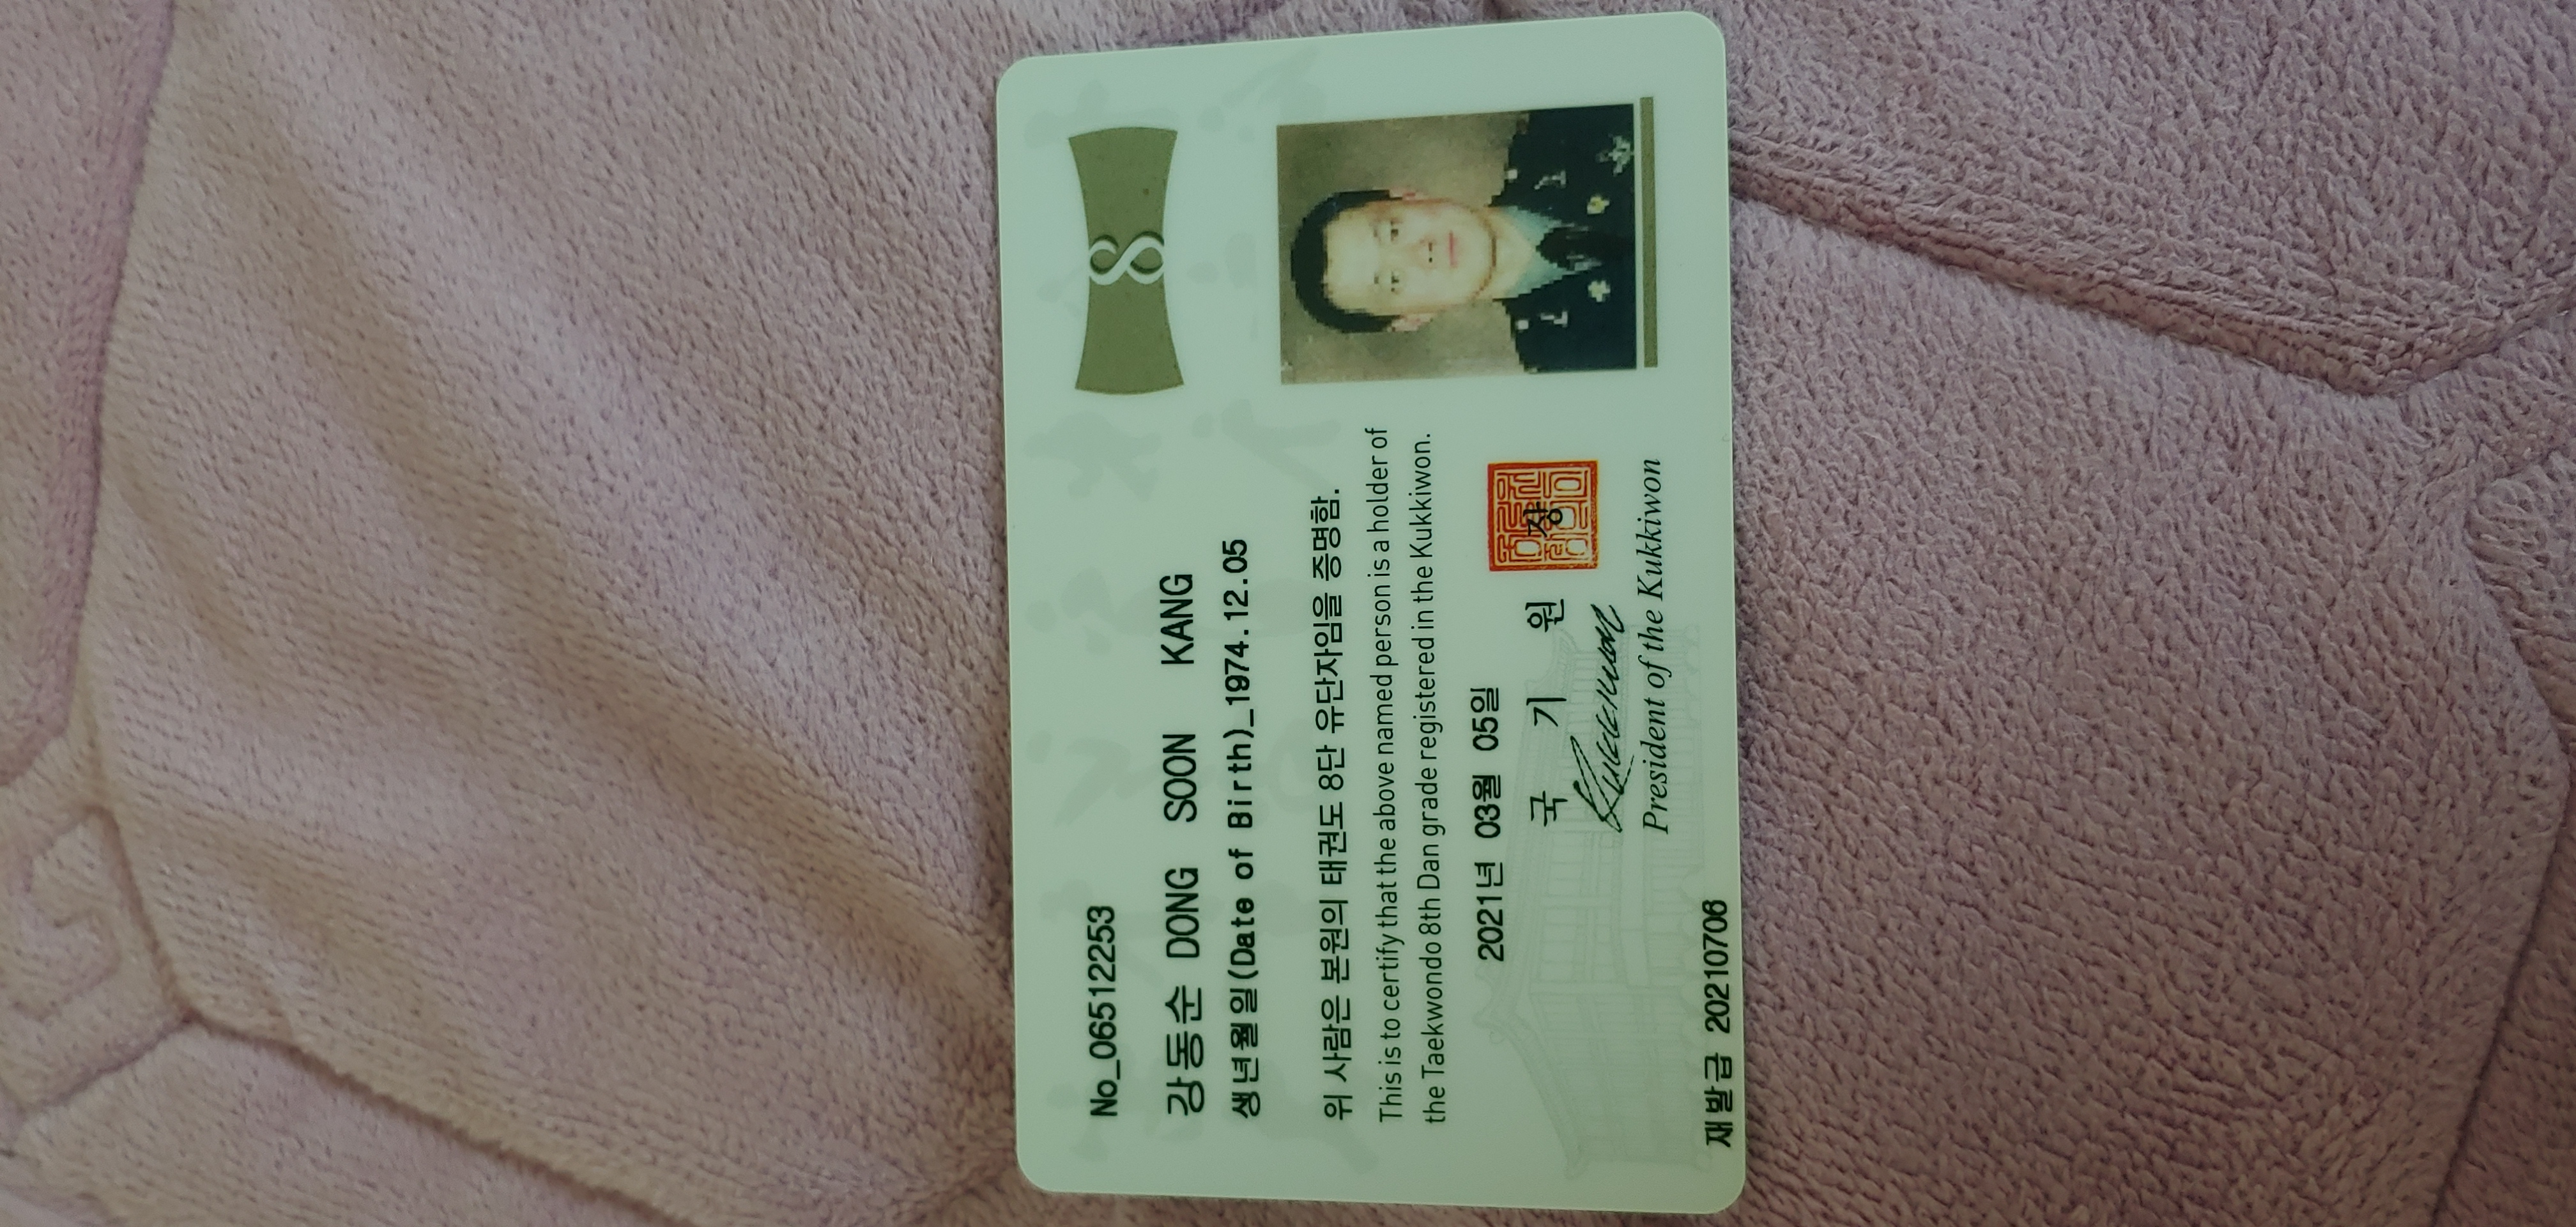 No_06512253
8
강동순 DONG SOON KANG
생년월일(Date of Birth)_1974.12.05
위 사람은 본원의 태권도 8단 유단자임을 증명함.
This is to certify that the above named person is a holder of
the Taekwondo 8th Dan grade registered in the Kukkiwon.
2021년 03월 05일
국 기 원 장
President of the Kukkiwon
재발급 20210706